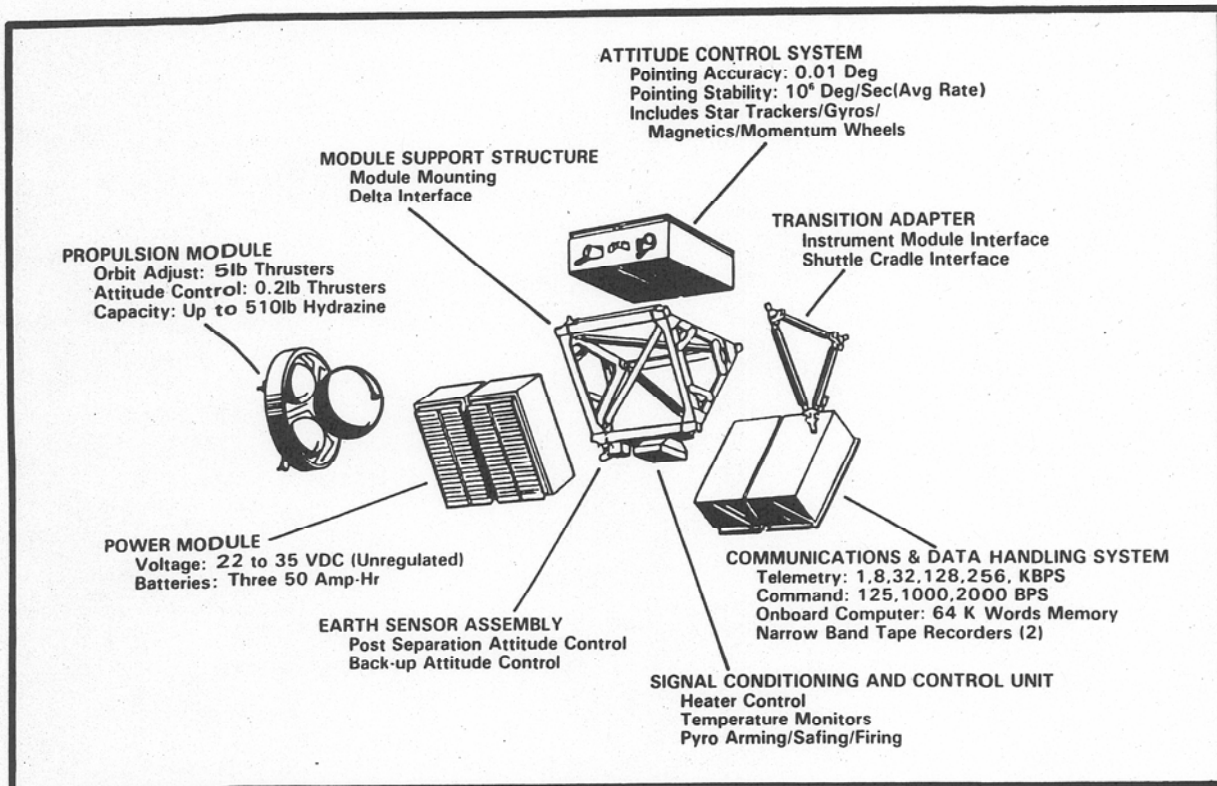 ATTITUDE CONTROL SYSTEM
Pointing Accuracy: 0.01 Deg
Pointing Stability: 10⁶ Deg/Sec(Avg Rate)
Includes Star Trackers/Gyros/
Magnetics/Momentum Wheels
MODULE SUPPORT STRUCTURE
Module Mounting
Delta Interface
TRANSITION ADAPTER
Instrument Module Interface
Shuttle Cradle Interface
PROPULSION MODULE
Orbit Adjust: 5lb Thrusters
Attitude Control: 0.2lb Thrusters
Capacity: Up to 510lb Hydrazine
POWER MODULE
Voltage: 22 to 35 VDC (Unregulated)
Batteries: Three 50 Amp-Hr
COMMUNICATIONS & DATA HANDLING SYSTEM
Telemetry: 1,8,32,128,256, KBPS
Command: 125,1000,2000 BPS
Onboard Computer: 64 K Words Memory
Narrow Band Tape Recorders (2)
EARTH SENSOR ASSEMBLY
Post Separation Attitude Control
Back-up Attitude Control
SIGNAL CONDITIONING AND CONTROL UNIT
Heater Control
Temperature Monitors
Pyro Arming/Safing/Firing